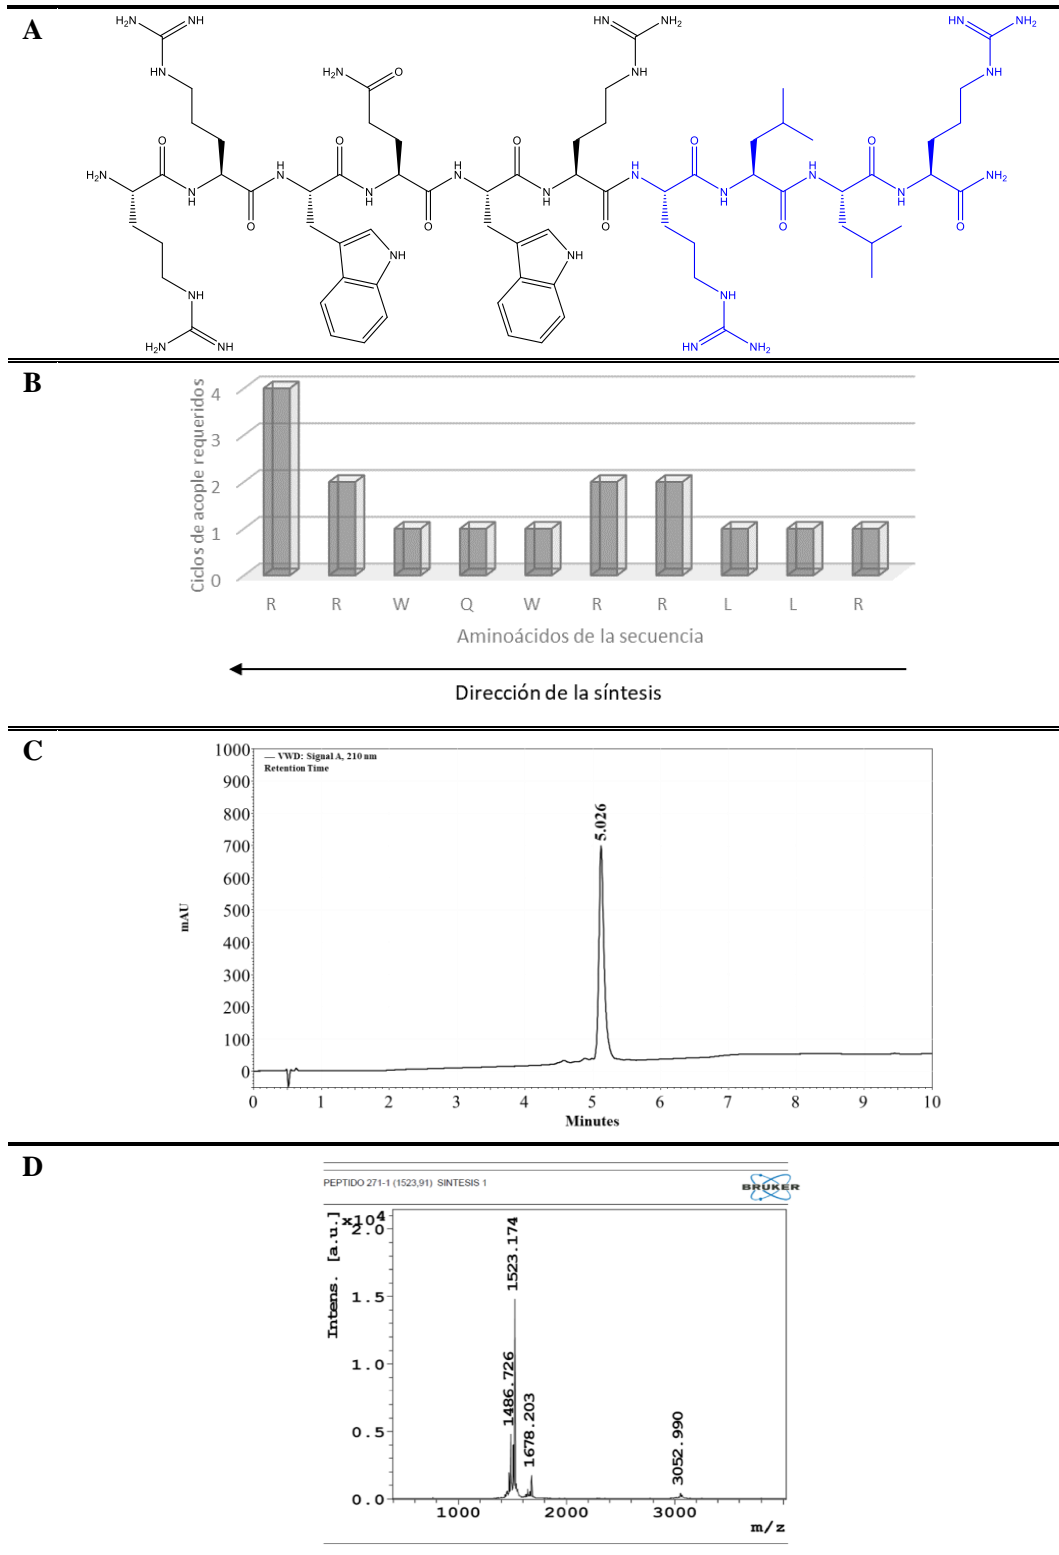 A
H₂N NH H₂N O HN NH₂ HN NH₂
HN NH HN NH
O H O H O H O H O
H₂N N N N N N N N N NH₂
H O H O H O H O O
NH NH
NH HN
H₂N NH HN NH₂
B
Ciclos de acople requeridos
4
3
2
1
0
R R W Q W R R L L R
Aminoácidos de la secuencia
Dirección de la síntesis
C
1000
900
800
700
600
500
400
300
200
100
0
mAU
— VWD: Signal A, 210 nm
Retention Time
5.026
0 1 2 3 4 5 6 7 8 9 10
Minutes
D
PEPTIDO 271-1 (1523,91) SINTESIS 1
BRUKER
Intens. [a.u.]
x10⁴
2.0
1.5
1.0
0.5
0.0
1486.726
1523.174
1678.203
3052.990
1000 2000 3000
m/z